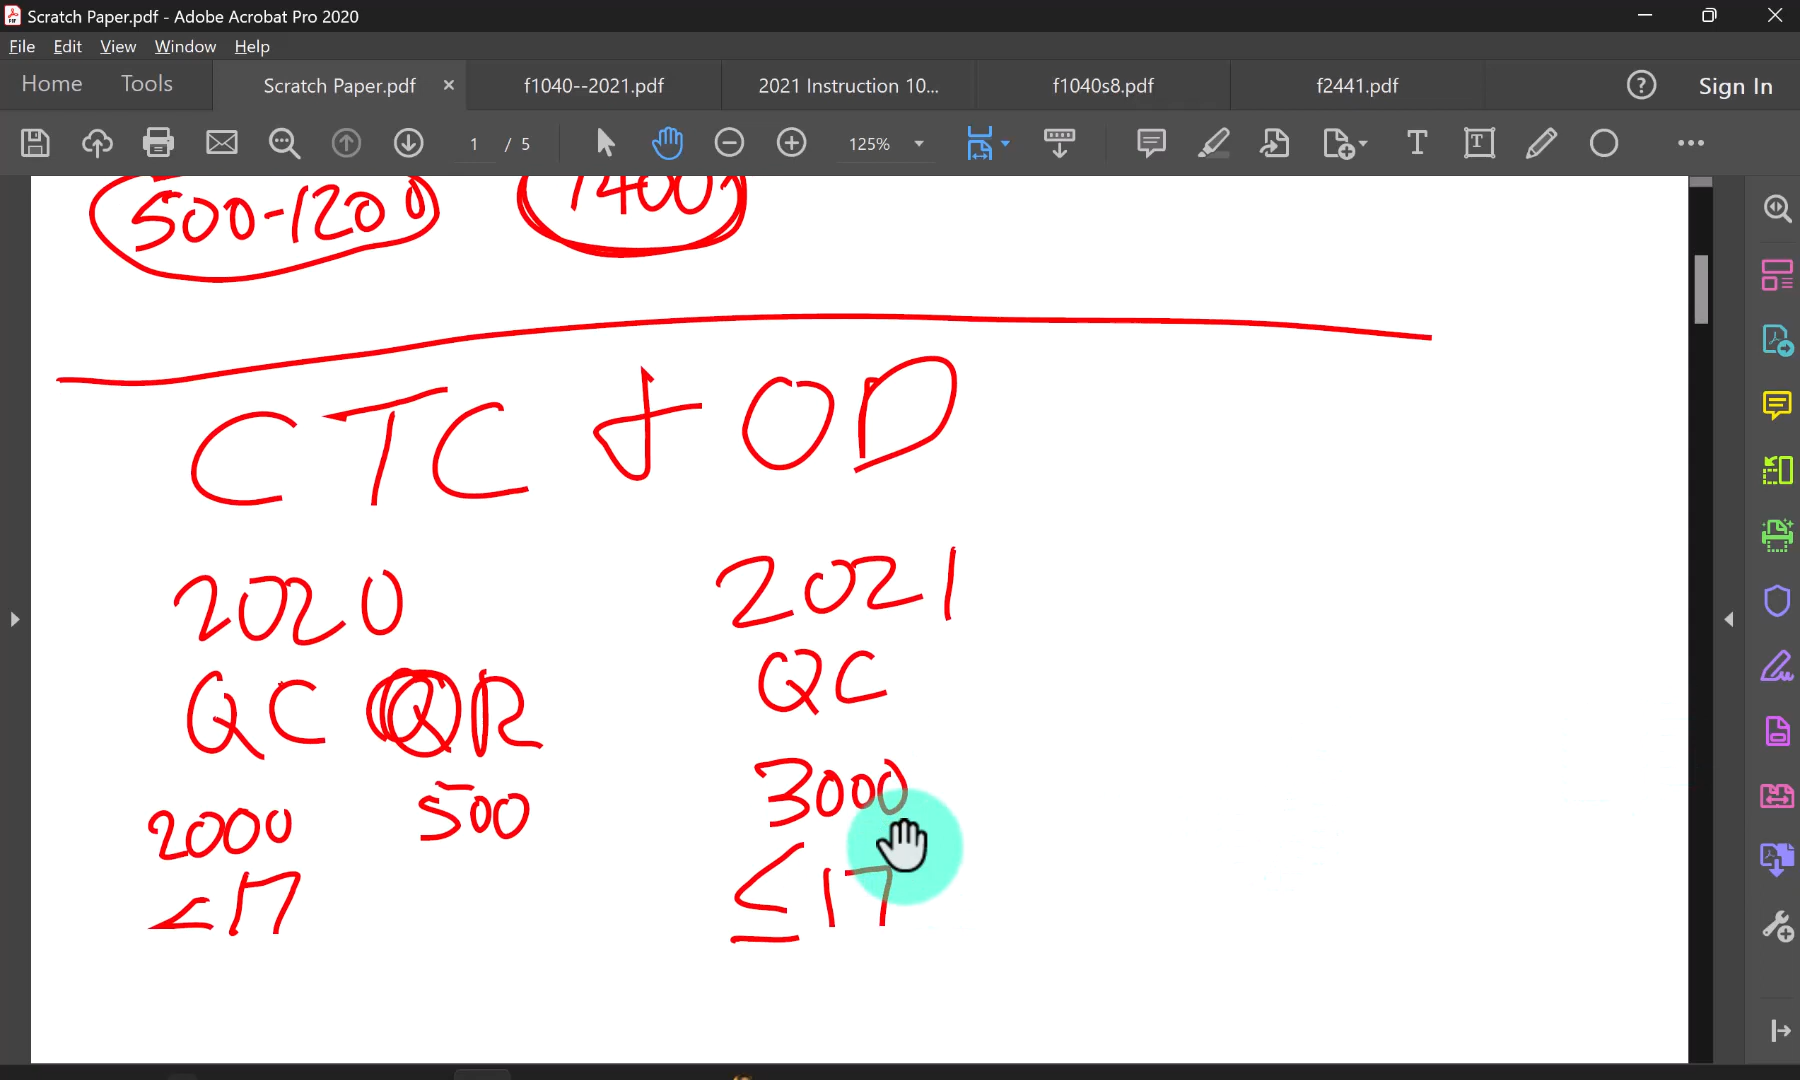 Scratch Paper.pdf - Adobe Acrobat Pro 2020
File Edit View Window Help
Home Tools Scratch Paper.pdf × f1040--2021.pdf 2021 Instruction 10... f1040s8.pdf f2441.pdf ? Sign In
1 / 5 125%
500-1200 1400
CTC + OD
2020 2021
QC QR QC
2000 500 3000
<17 ≤17